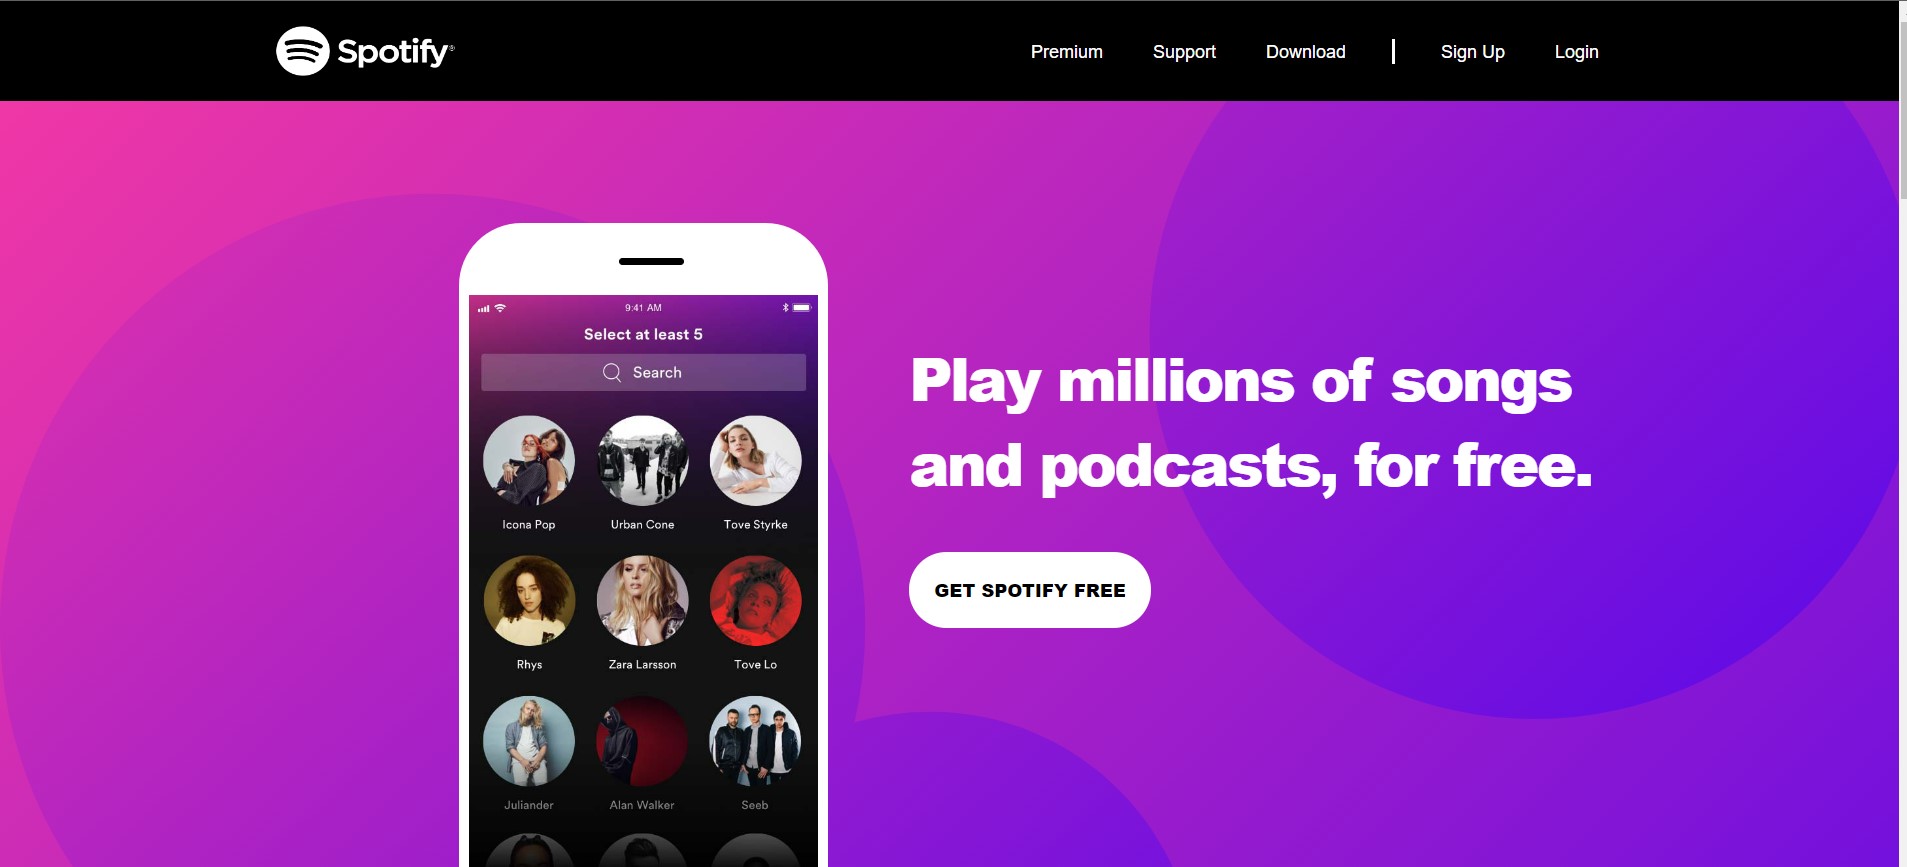 Spotify®
Premium Support Download | Sign Up Login
9:41 AM
Select at least 5
Search
Icona Pop Urban Cone Tove Styrke
Rhys Zara Larsson Tove Lo
Juliander Alan Walker Seeb
Play millions of songs
and podcasts, for free.
GET SPOTIFY FREE